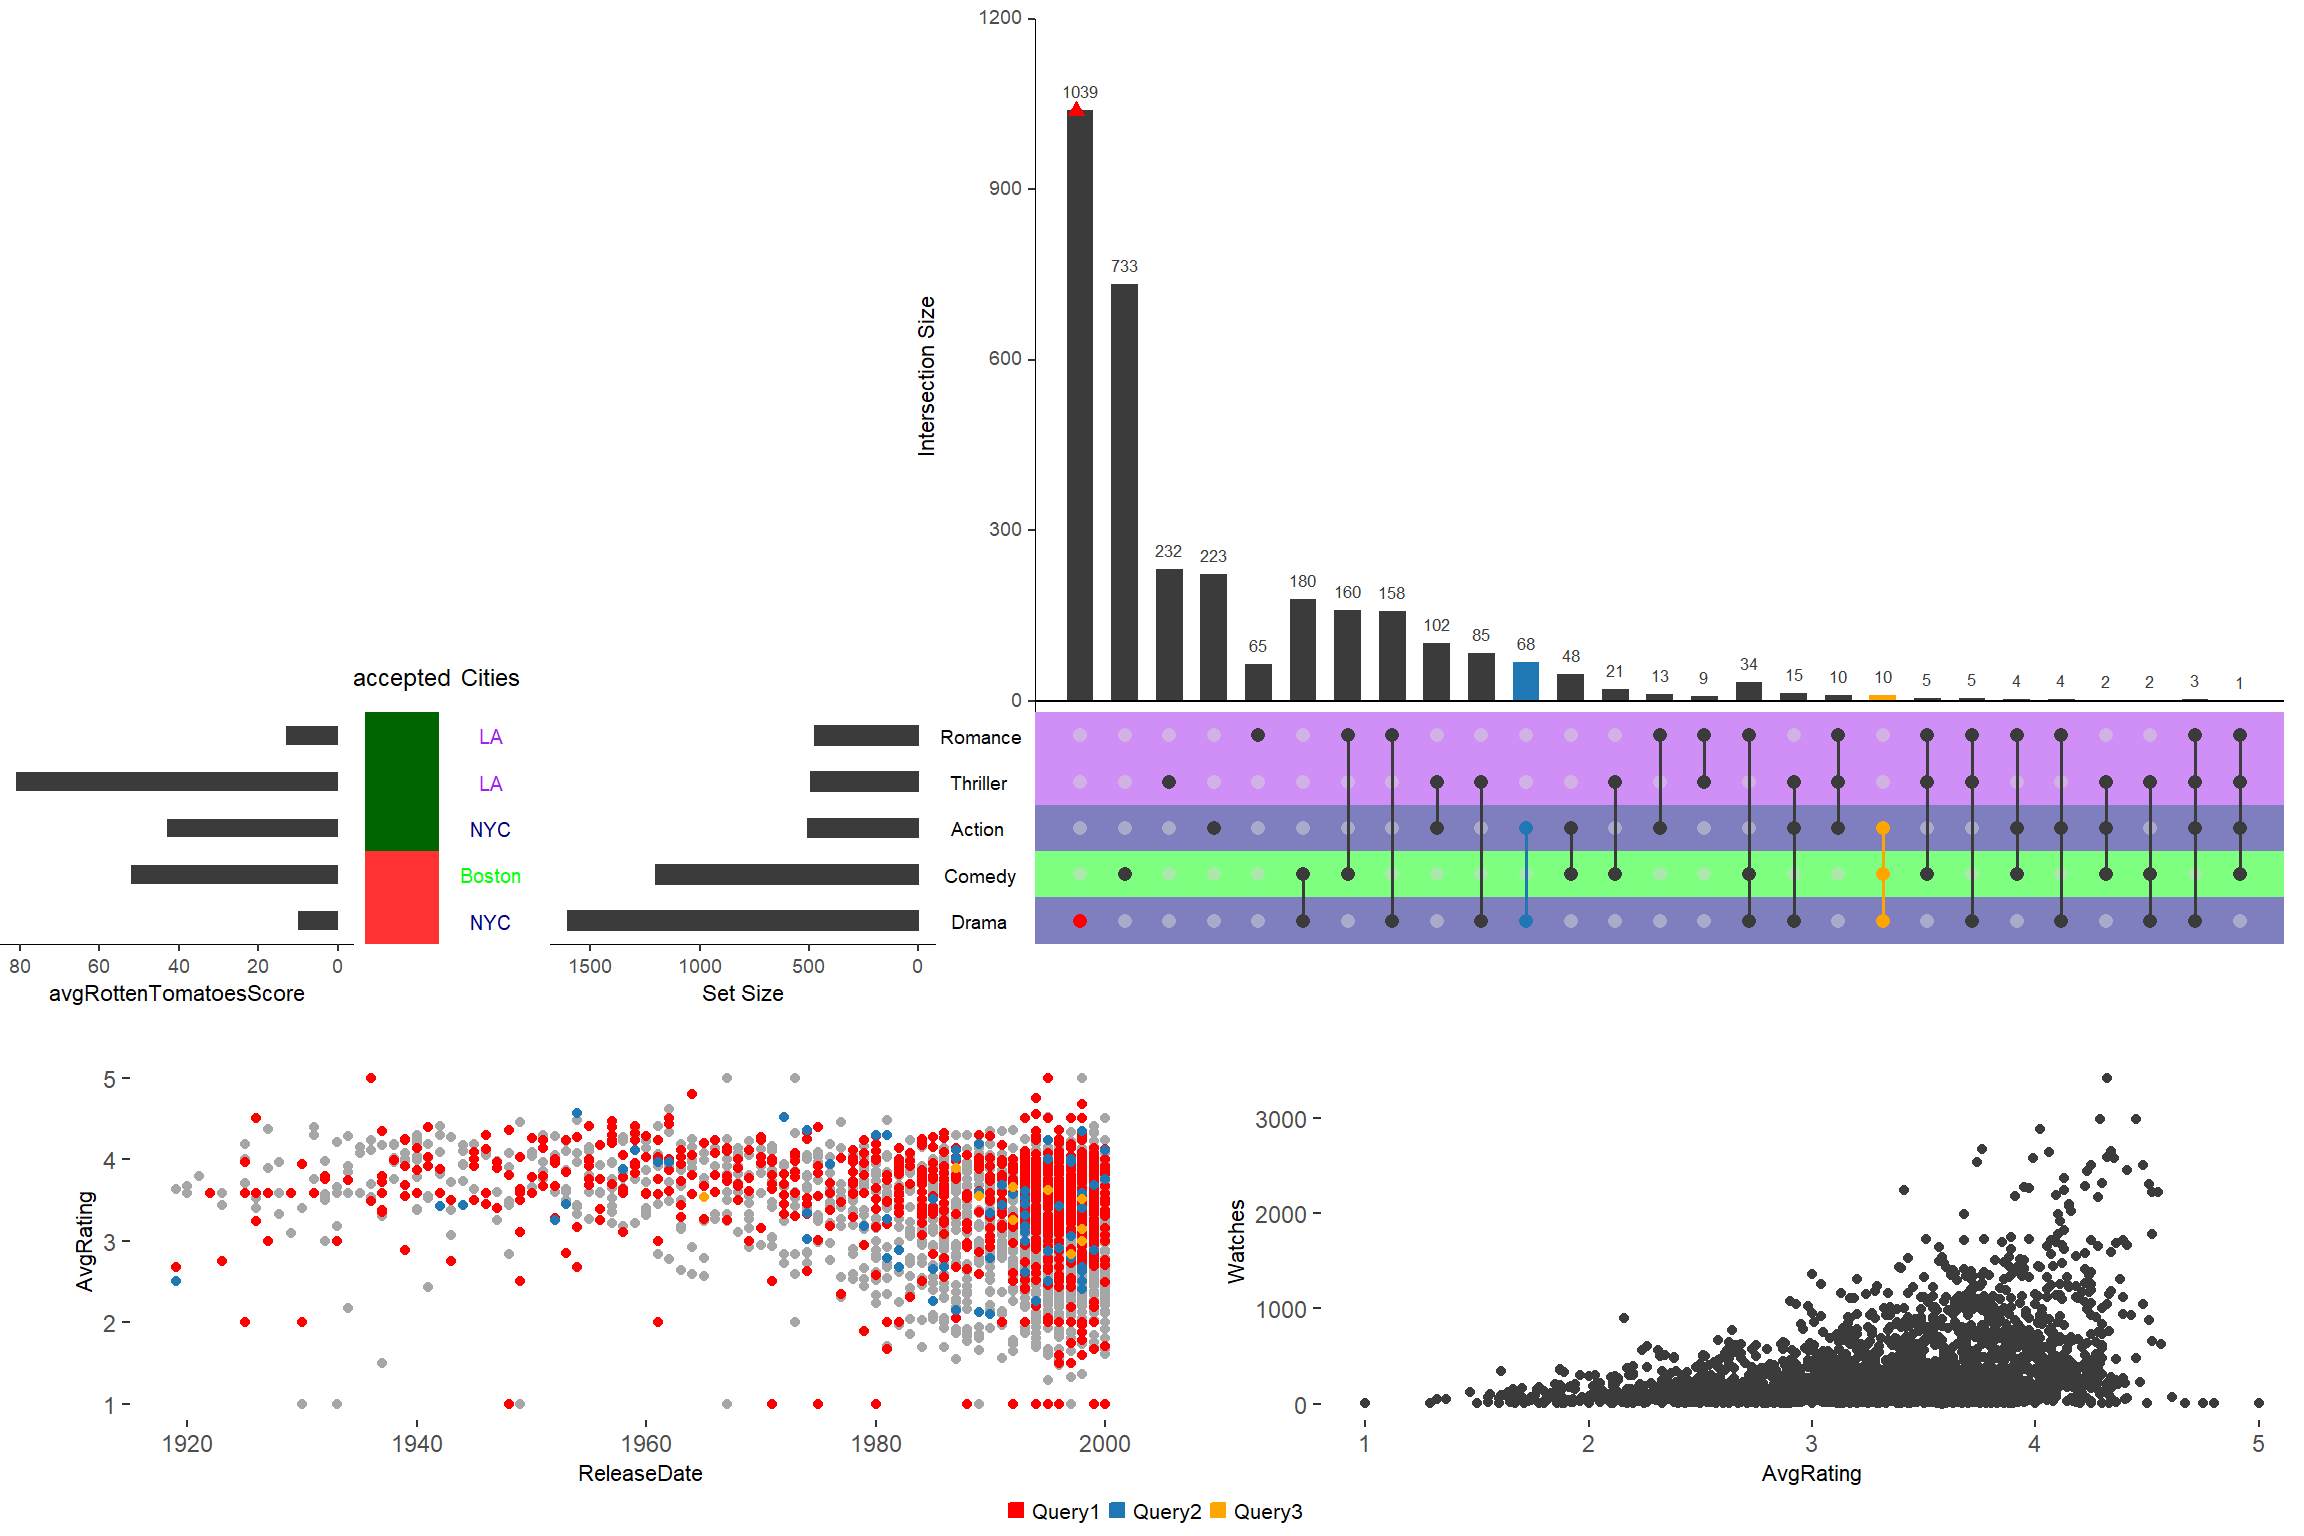 1200
1039
900
733
Intersection Size
600
300
232
223
65
180
160
158
102
85
68
48
21
13
9
34
15
10
10
5
5
4
4
2
2
3
1
0
accepted Cities
LA
Romance
LA
Thriller
NYC
Action
Boston
Comedy
NYC
Drama
80 60 40 20 0
1500 1000 500 0
avgRottenTomatoesScore
Set Size
5
4
3
2
1
AvgRating
1920 1940 1960 1980 2000
ReleaseDate
3000
2000
1000
0
Watches
1 2 3 4 5
AvgRating
Query1 Query2 Query3